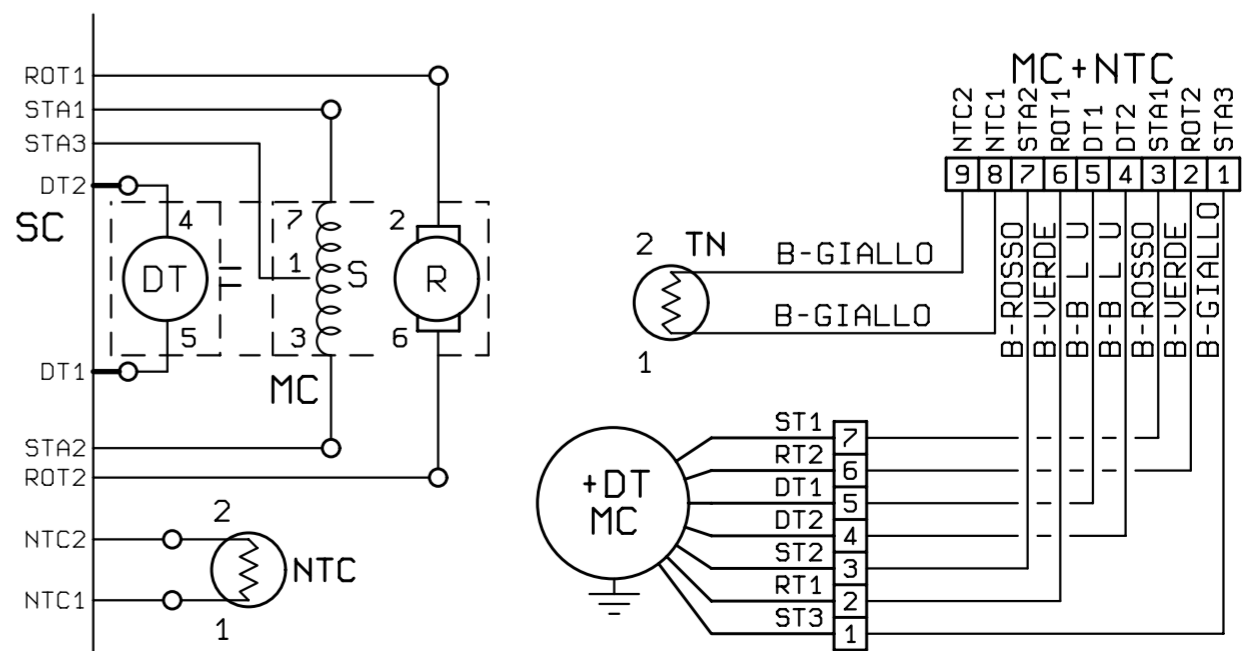 ROT1
STA1
STA3
DT2
SC
4
DT
5
7
1
S
3
MC
2
R
6
DT1
STA2
ROT2
2
NTC2
NTC
NTC1
1
MC+NTC
NTC2
NTC1
STA2
ROT1
DT1
DT2
STA1
ROT2
STA3
9 8 7 6 5 4 3 2 1
B-ROSSO
B-VERDE
B-B L U
B-B L U
B-ROSSO
B-VERDE
B-GIALLO
2 TN
B-GIALLO
B-GIALLO
1
+DT
MC
ST1 7
RT2 6
DT1 5
DT2 4
ST2 3
RT1 2
ST3 1